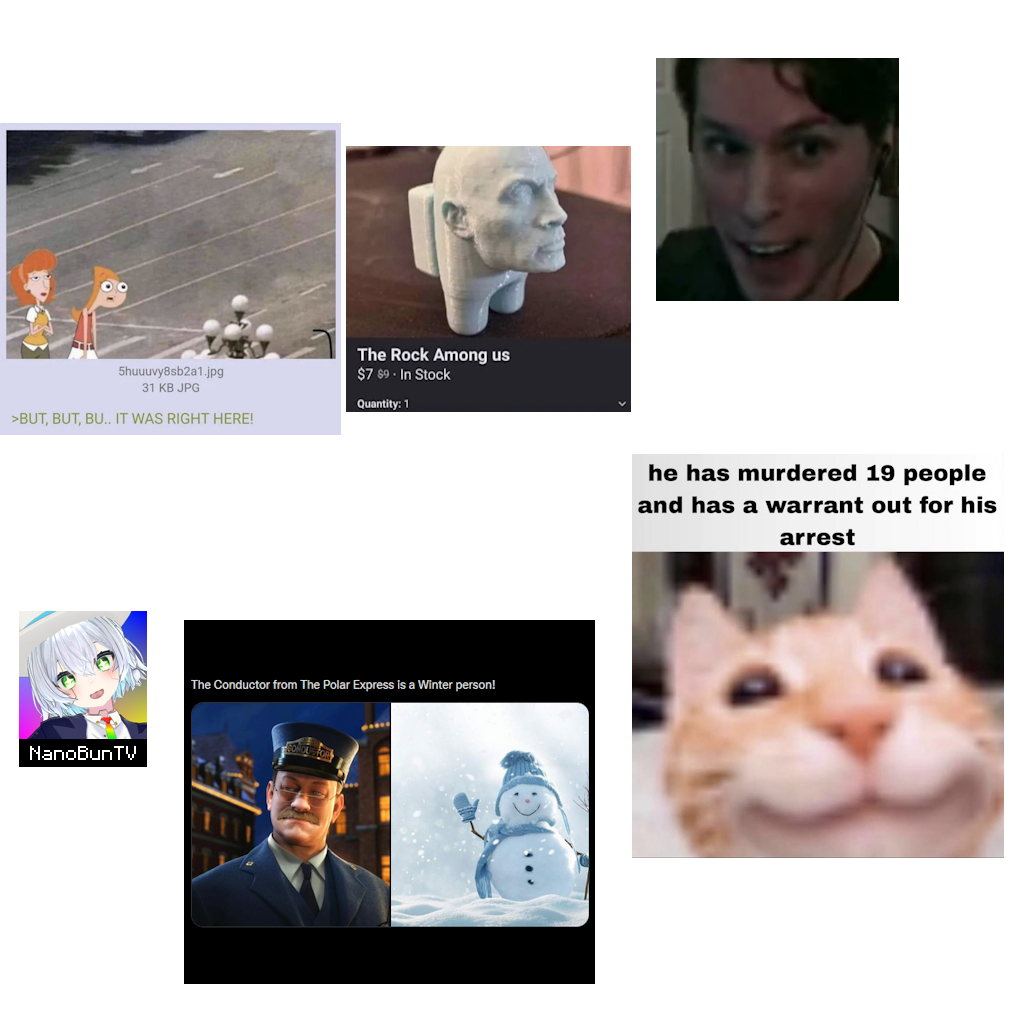 5huuuvy8sb2a1.jpg
31 KB JPG
>BUT, BUT, BU.. IT WAS RIGHT HERE!
The Rock Among us
$7 $9 · In Stock
Quantity: 1
he has murdered 19 people
and has a warrant out for his
arrest
NanoBunTV
The Conductor from The Polar Express is a Winter person!
CONDUCTOR